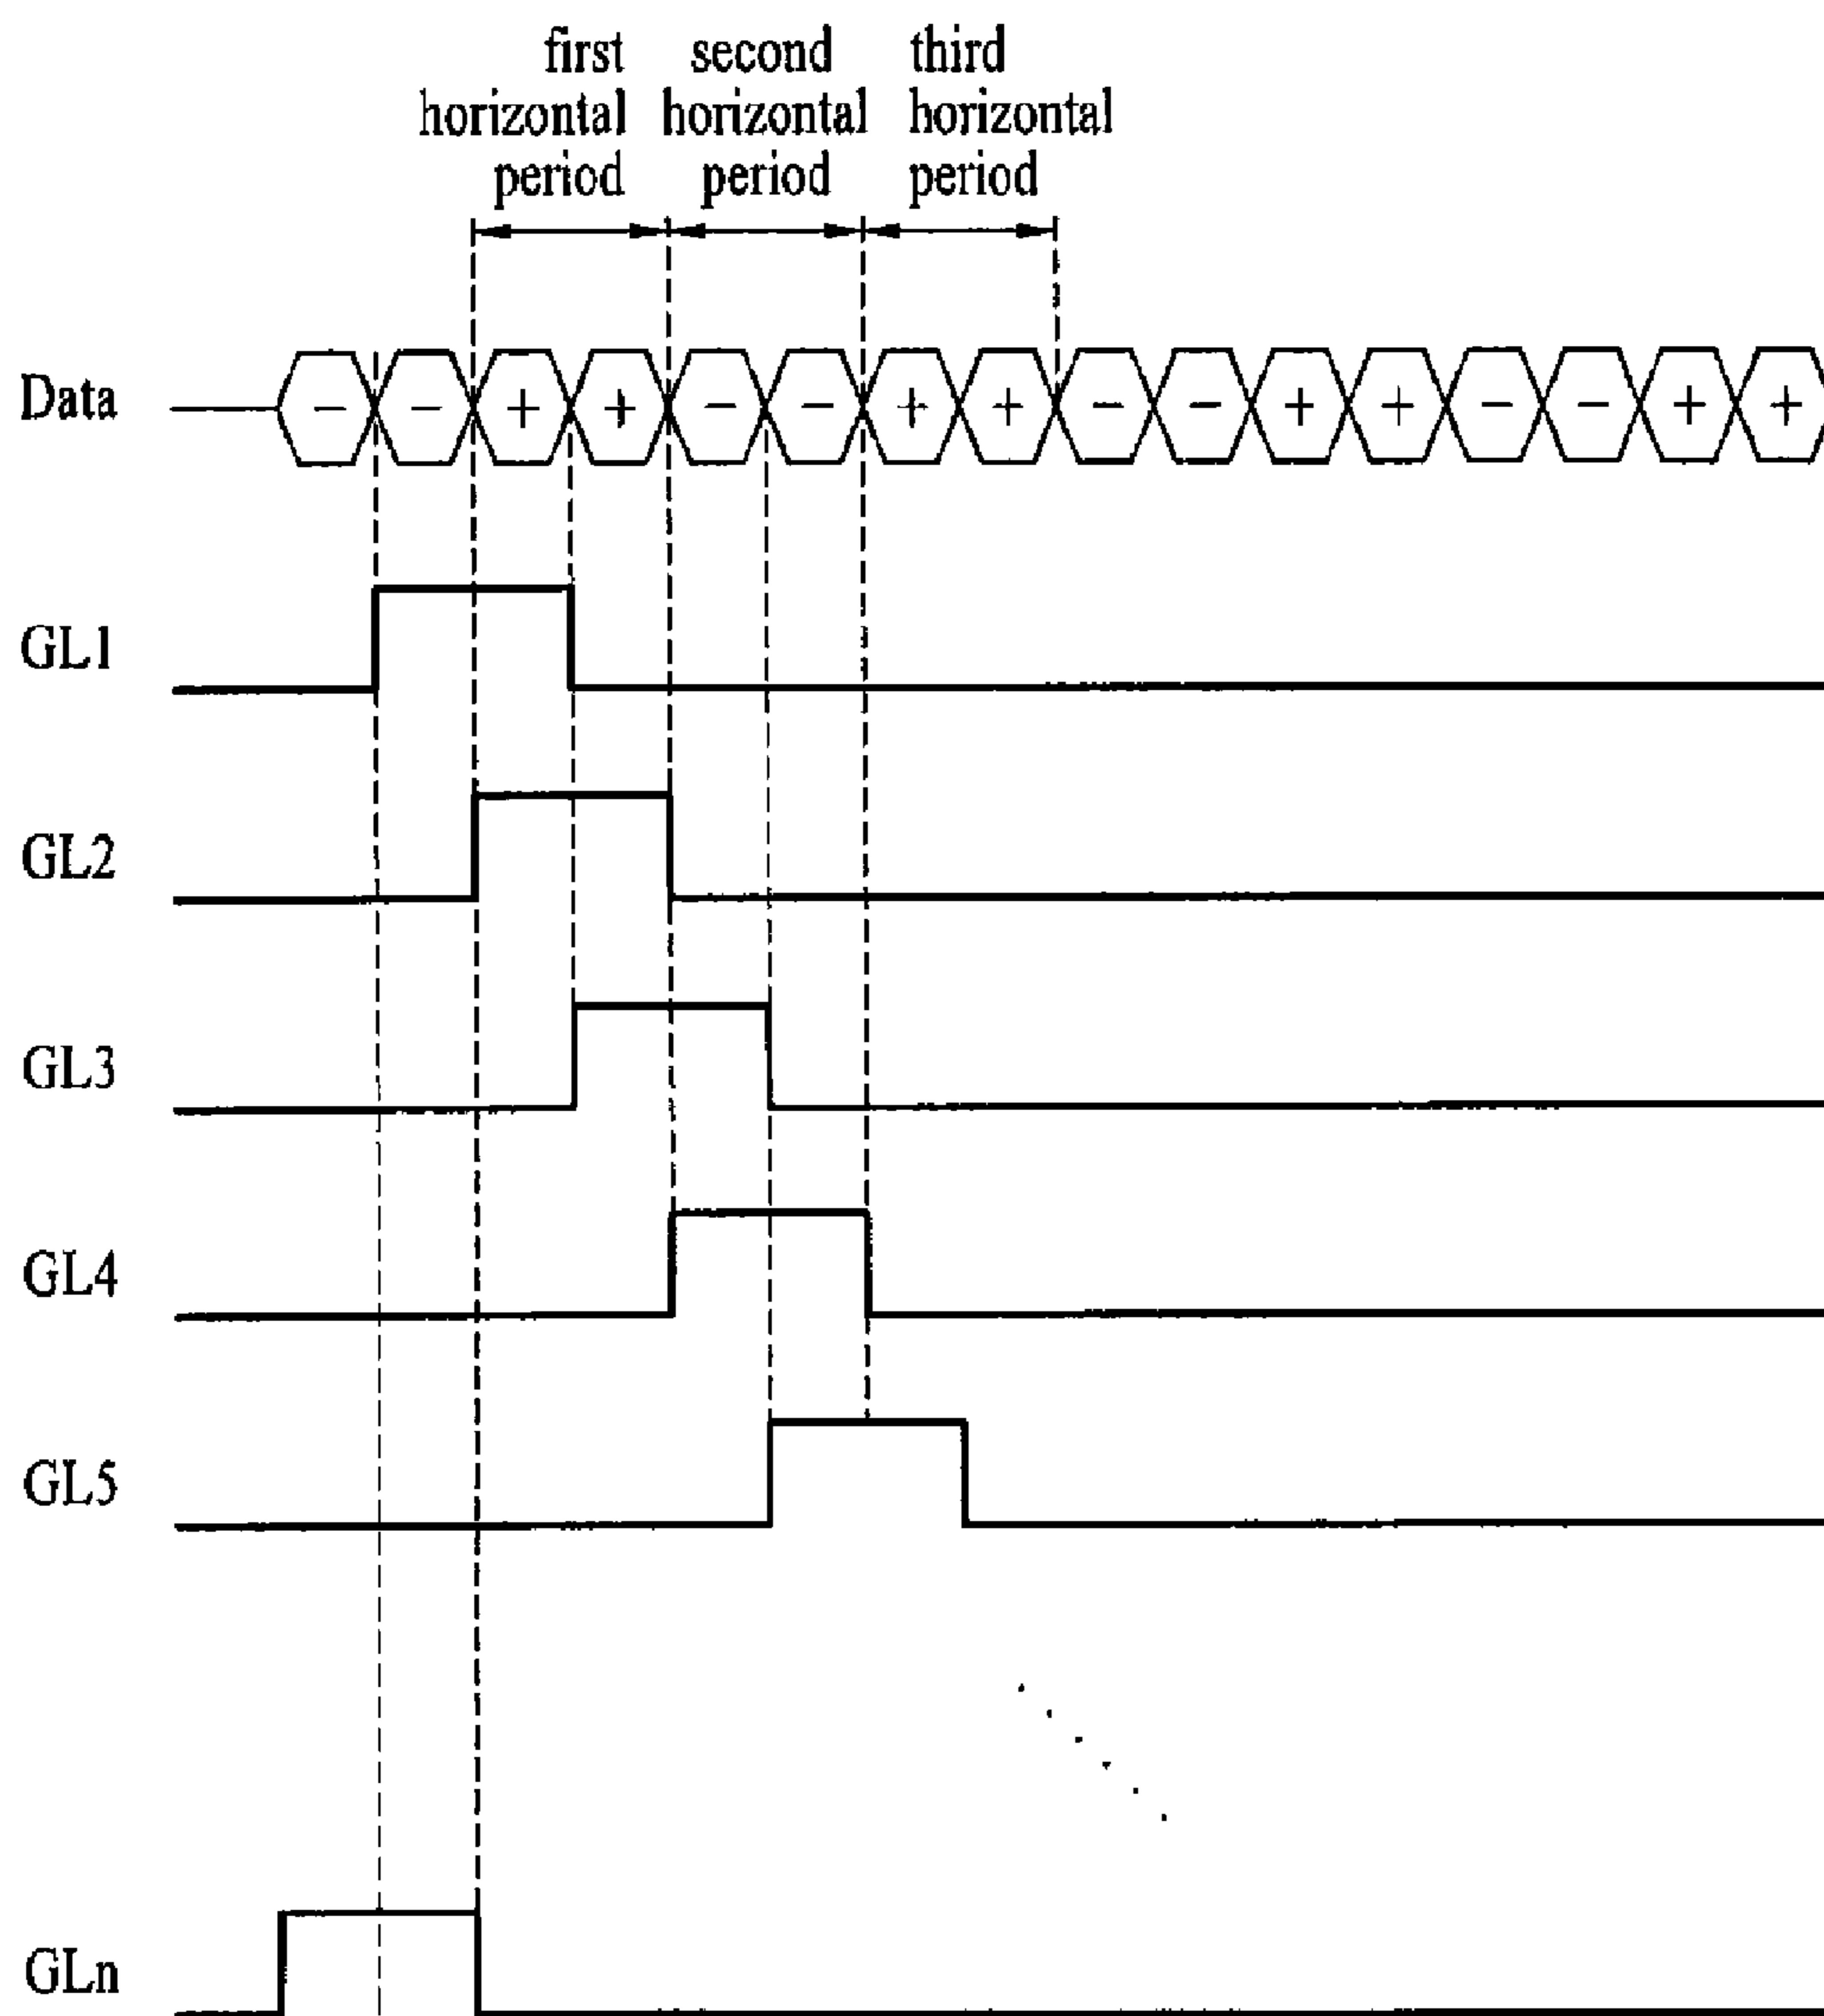 first
horizontal
period
second
horizontal
period
third
horizontal
period
Data − − + + − − + + − − + + − − + +
GL1
GL2
GL3
GL4
GL5
GLn